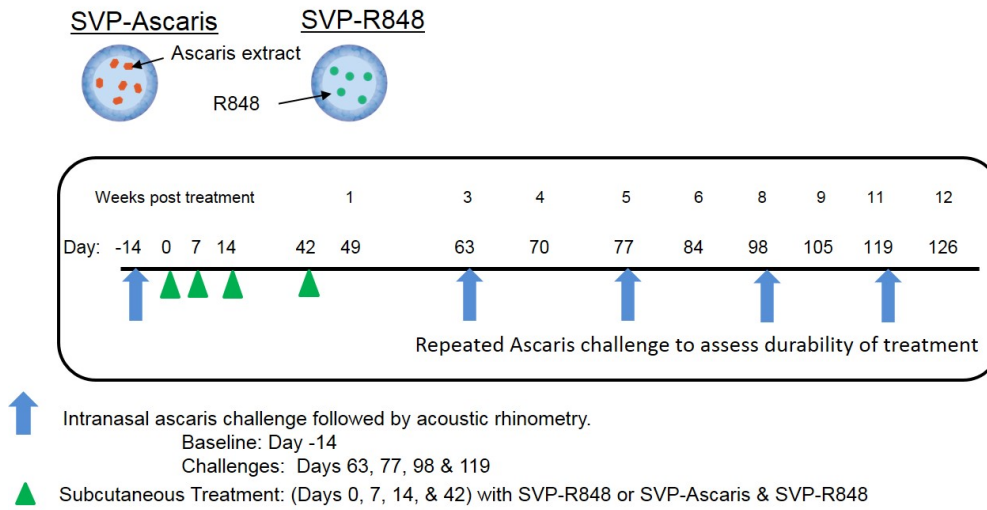 SVP-Ascaris SVP-R848
Ascaris extract
R848
Weeks post treatment 1 3 4 5 6 8 9 11 12
Day: -14 0 7 14 42 49 63 70 77 84 98 105 119 126
Repeated Ascaris challenge to assess durability of treatment
Intranasal ascaris challenge followed by acoustic rhinometry.
Baseline: Day -14
Challenges: Days 63, 77, 98 & 119
Subcutaneous Treatment: (Days 0, 7, 14, & 42) with SVP-R848 or SVP-Ascaris & SVP-R848